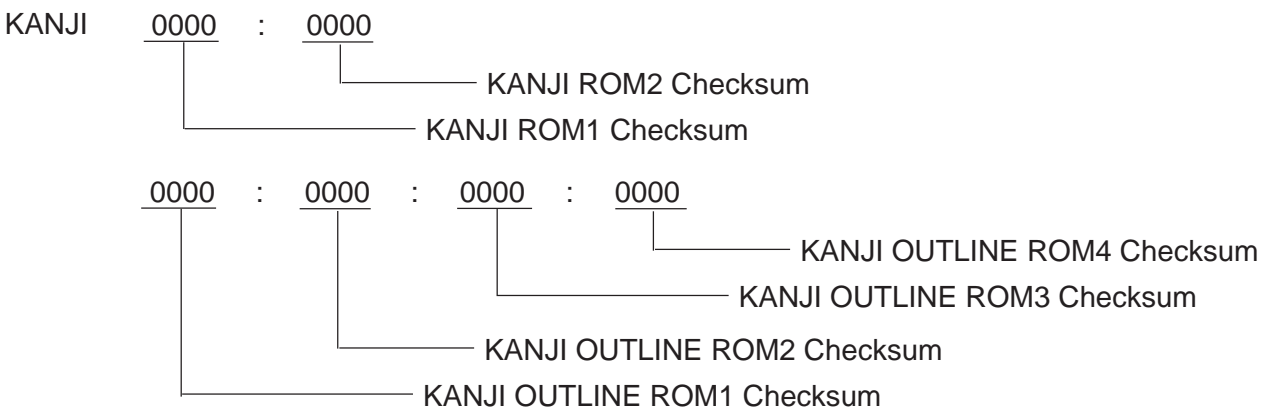 KANJI 0000 : 0000
KANJI ROM2 Checksum
KANJI ROM1 Checksum
0000 : 0000 : 0000 : 0000
KANJI OUTLINE ROM4 Checksum
KANJI OUTLINE ROM3 Checksum
KANJI OUTLINE ROM2 Checksum
KANJI OUTLINE ROM1 Checksum